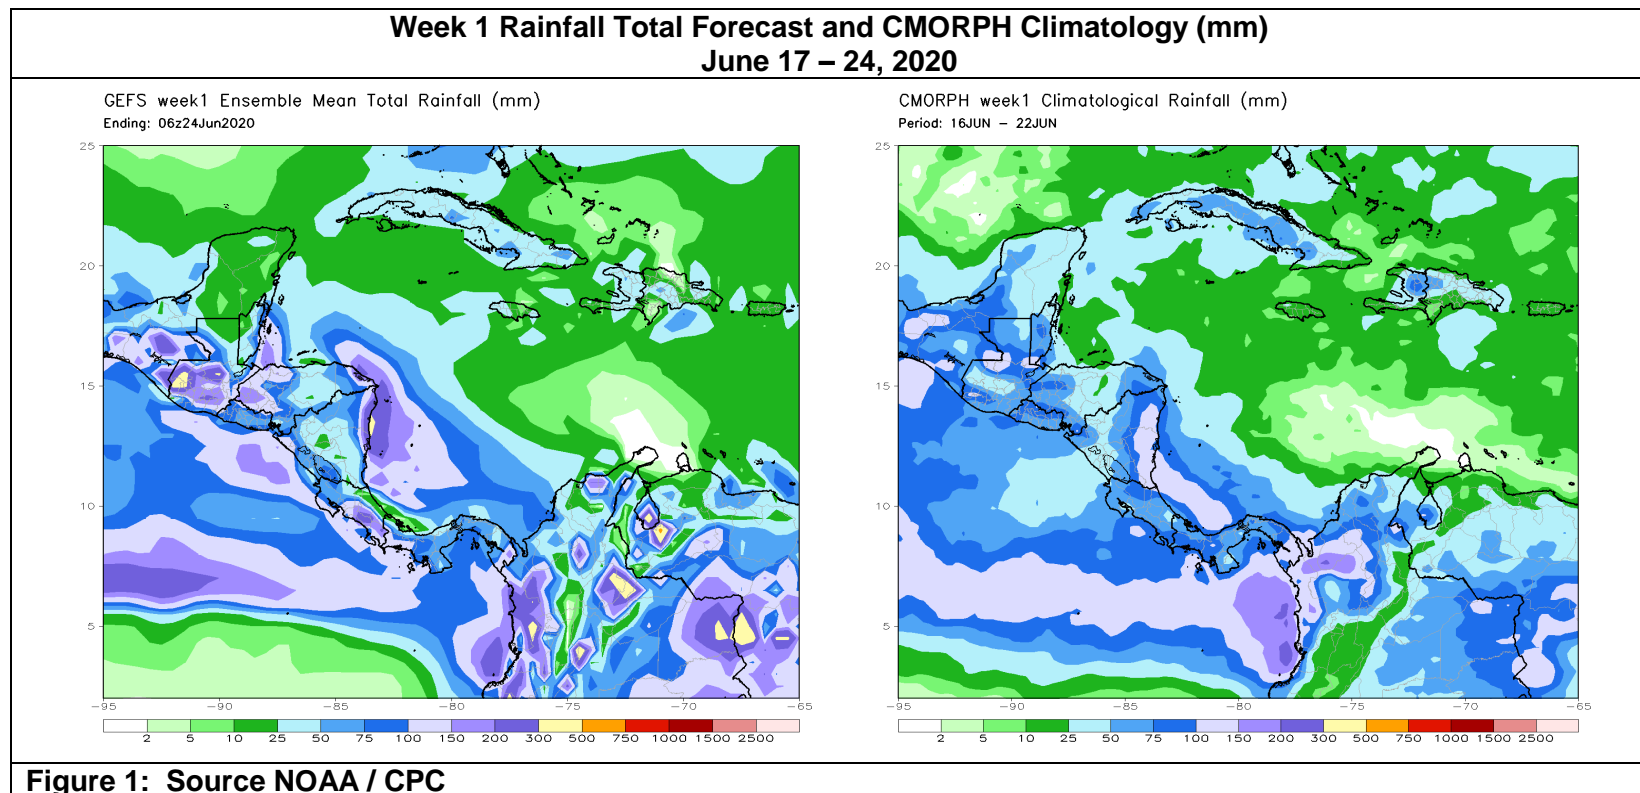 Week 1 Rainfall Total Forecast and CMORPH Climatology (mm)
June 17 – 24, 2020
GEFS week1 Ensemble Mean Total Rainfall (mm)
Ending: 06z24Jun2020
25
20
15
10
5
-95 -90 -85 -80 -75 -70 -65
2 5 10 25 50 75 100 150 200 300 500 750 1000 1500 2500
CMORPH week1 Climatological Rainfall (mm)
Period: 16JUN – 22JUN
25
20
15
10
5
-95 -90 -85 -80 -75 -70 -65
2 5 10 25 50 75 100 150 200 300 500 750 1000 1500 2500
Figure 1: Source NOAA / CPC